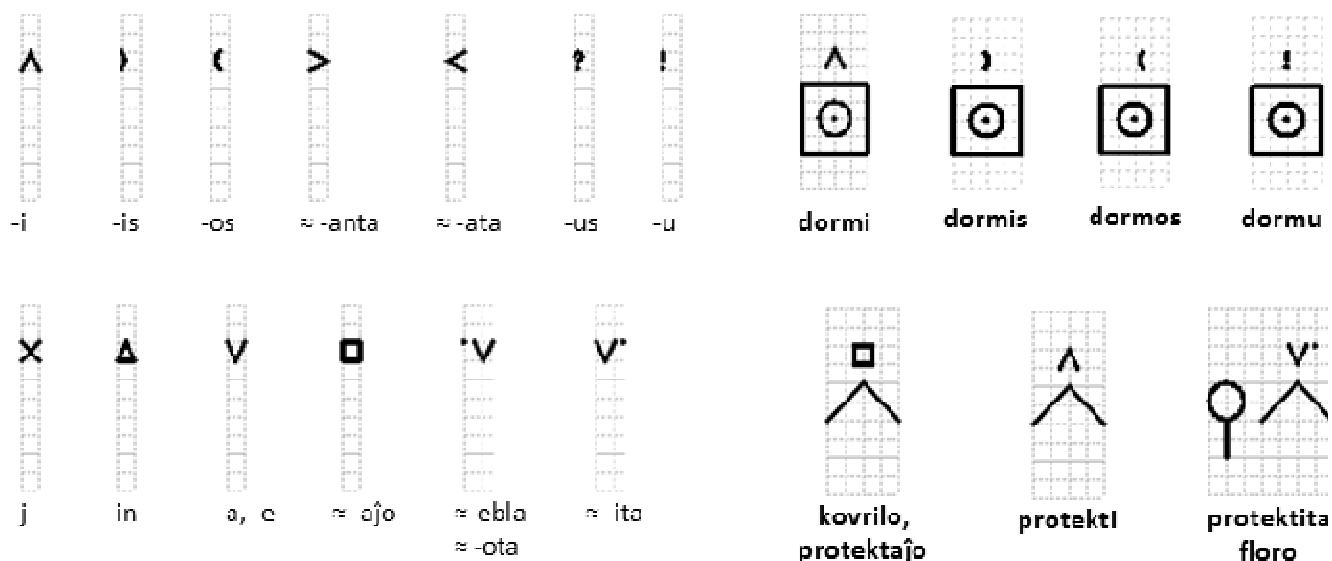 -i -is -os ≈ -anta ≈ -ata -us -u
dormi dormis dormos dormu
j in a, e ≈ aĵo ≈ ebla ≈ ita
≈ -ota
kovrilo, protekti protektita
protektaĵo floro